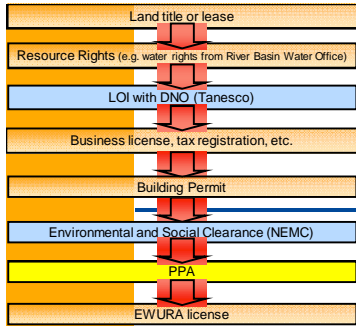 Land title or lease
Resource Rights (e.g. water rights from River Basin Water Office)
LOI with DNO (Tanesco)
Business license, tax registration, etc.
Building Permit
Environmental and Social Clearance (NEMC)
PPA
EWURA license